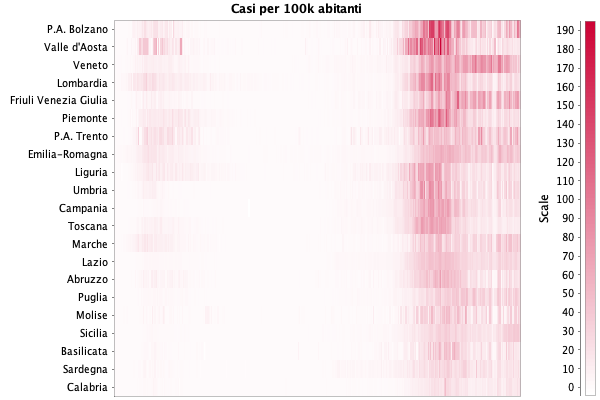 Casi per 100k abitanti
P.A. Bolzano
Valle d'Aosta
Veneto
Lombardia
Friuli Venezia Giulia
Piemonte
P.A. Trento
Emilia-Romagna
Liguria
Umbria
Campania
Toscana
Marche
Lazio
Abruzzo
Puglia
Molise
Sicilia
Basilicata
Sardegna
Calabria
Scale
190
180
170
160
150
140
130
120
110
100
90
80
70
60
50
40
30
20
10
0